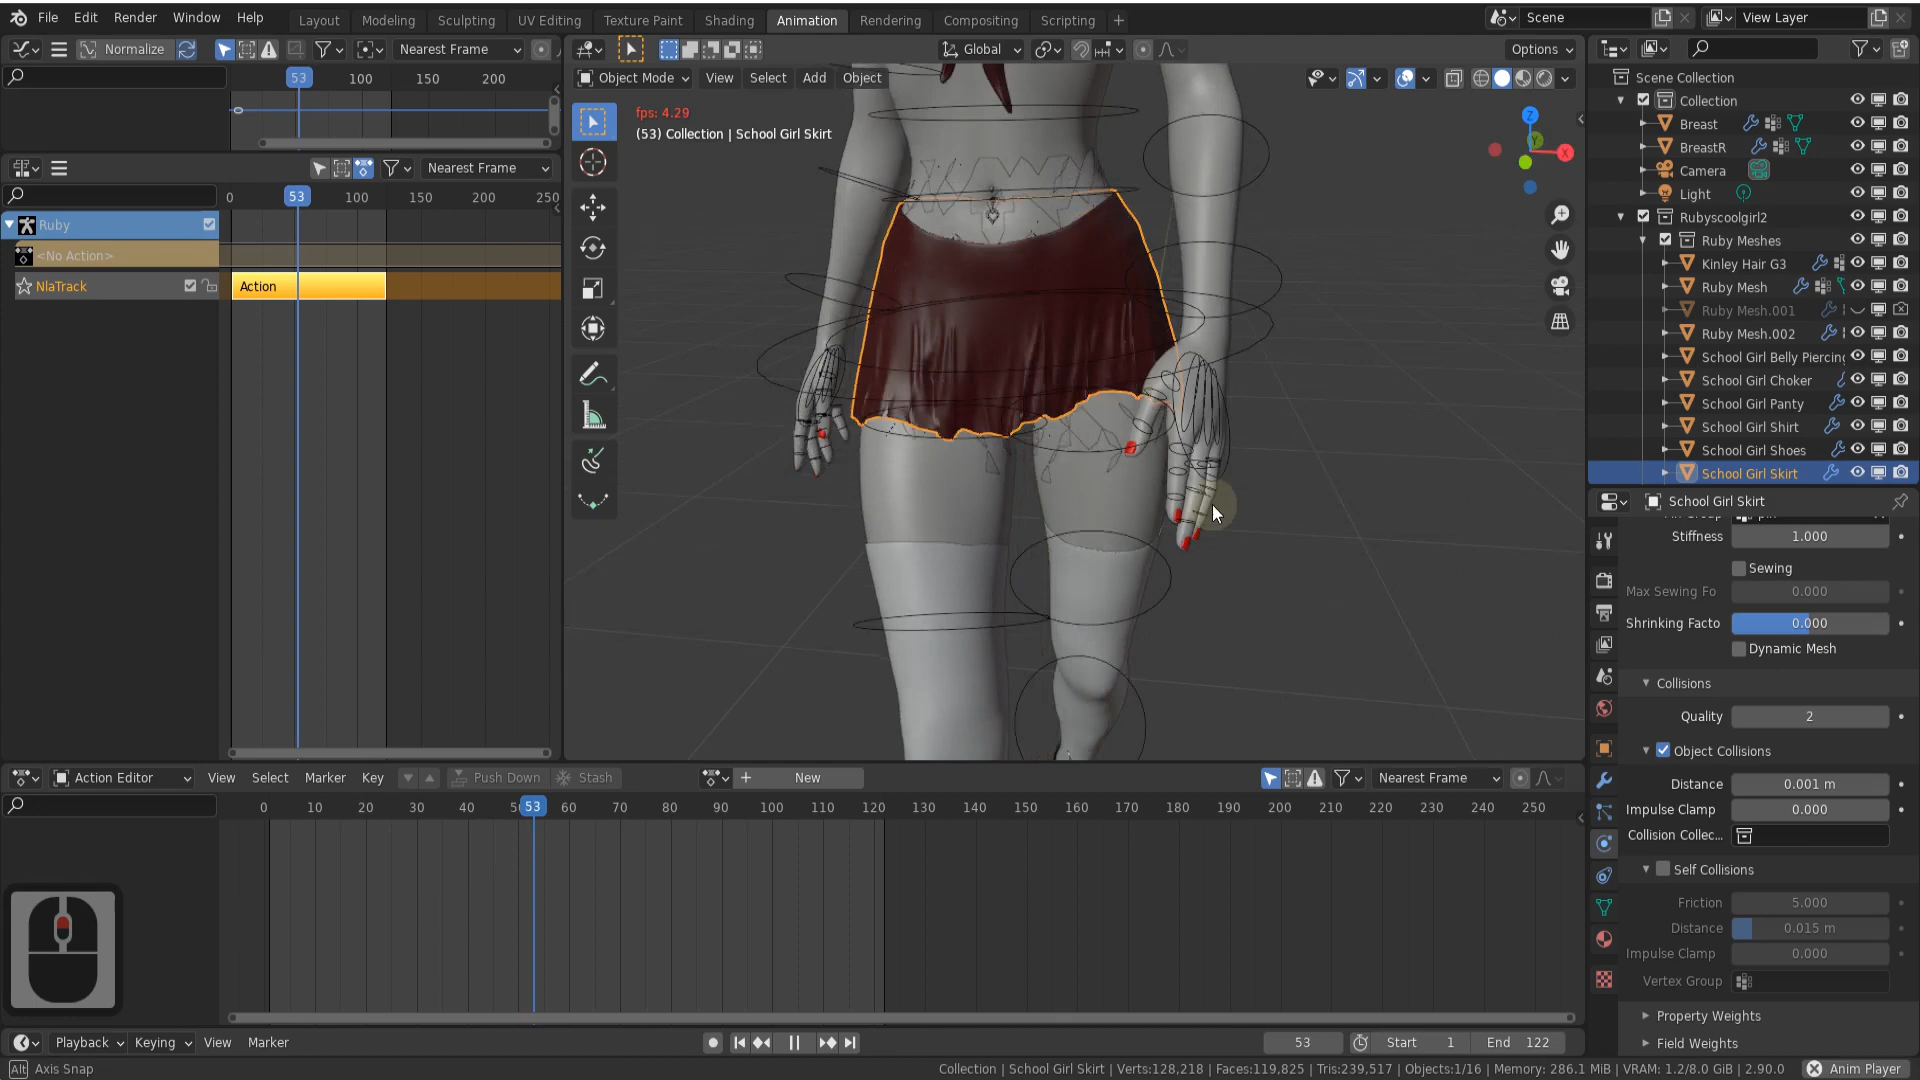 File Edit Render Window Help
Layout Modeling Sculpting UV Editing Texture Paint Shading Animation Rendering Compositing Scripting +
Scene View Layer
Normalize Nearest Frame Global Options
Object Mode View Select Add Object
53 100 150 200
fps: 4.29
(53) Collection | School Girl Skirt
Z
Y
X
Nearest Frame
0 53 100 150 200 250
Ruby
<No Action>
NlaTrack
Action
Scene Collection
Collection
Breast
BreastR
Camera
Light
Rubyscoolgirl2
Ruby Meshes
Kinley Hair G3
Ruby Mesh
Ruby Mesh.001
Ruby Mesh.002
School Girl Belly Piercing
School Girl Choker
School Girl Panty
School Girl Shirt
School Girl Shoes
School Girl Skirt
School Girl Skirt
Stiffness 1.000
Sewing
Max Sewing Fo 0.000
Shrinking Facto 0.000
Dynamic Mesh
Collisions
Quality 2
Object Collisions
Distance 0.001 m
Impulse Clamp 0.000
Collision Collec...
Self Collisions
Friction 5.000
Distance 0.015 m
Impulse Clamp 0.000
Vertex Group
Property Weights
Field Weights
Action Editor View Select Marker Key Push Down Stash + New Nearest Frame
0 10 20 30 40 5 53 60 70 80 90 100 110 120 130 140 150 160 170 180 190 200 210 220 230 240 250
Playback Keying View Marker 53 Start 1 End 122
Alt Axis Snap
Collection | School Girl Skirt | Verts:128,218 | Faces:119,825 | Tris:239,517 | Objects:1/16 | Memory: 286.1 MiB | VRAM: 1.2/8.0 GiB | 2.90.0
Anim Player